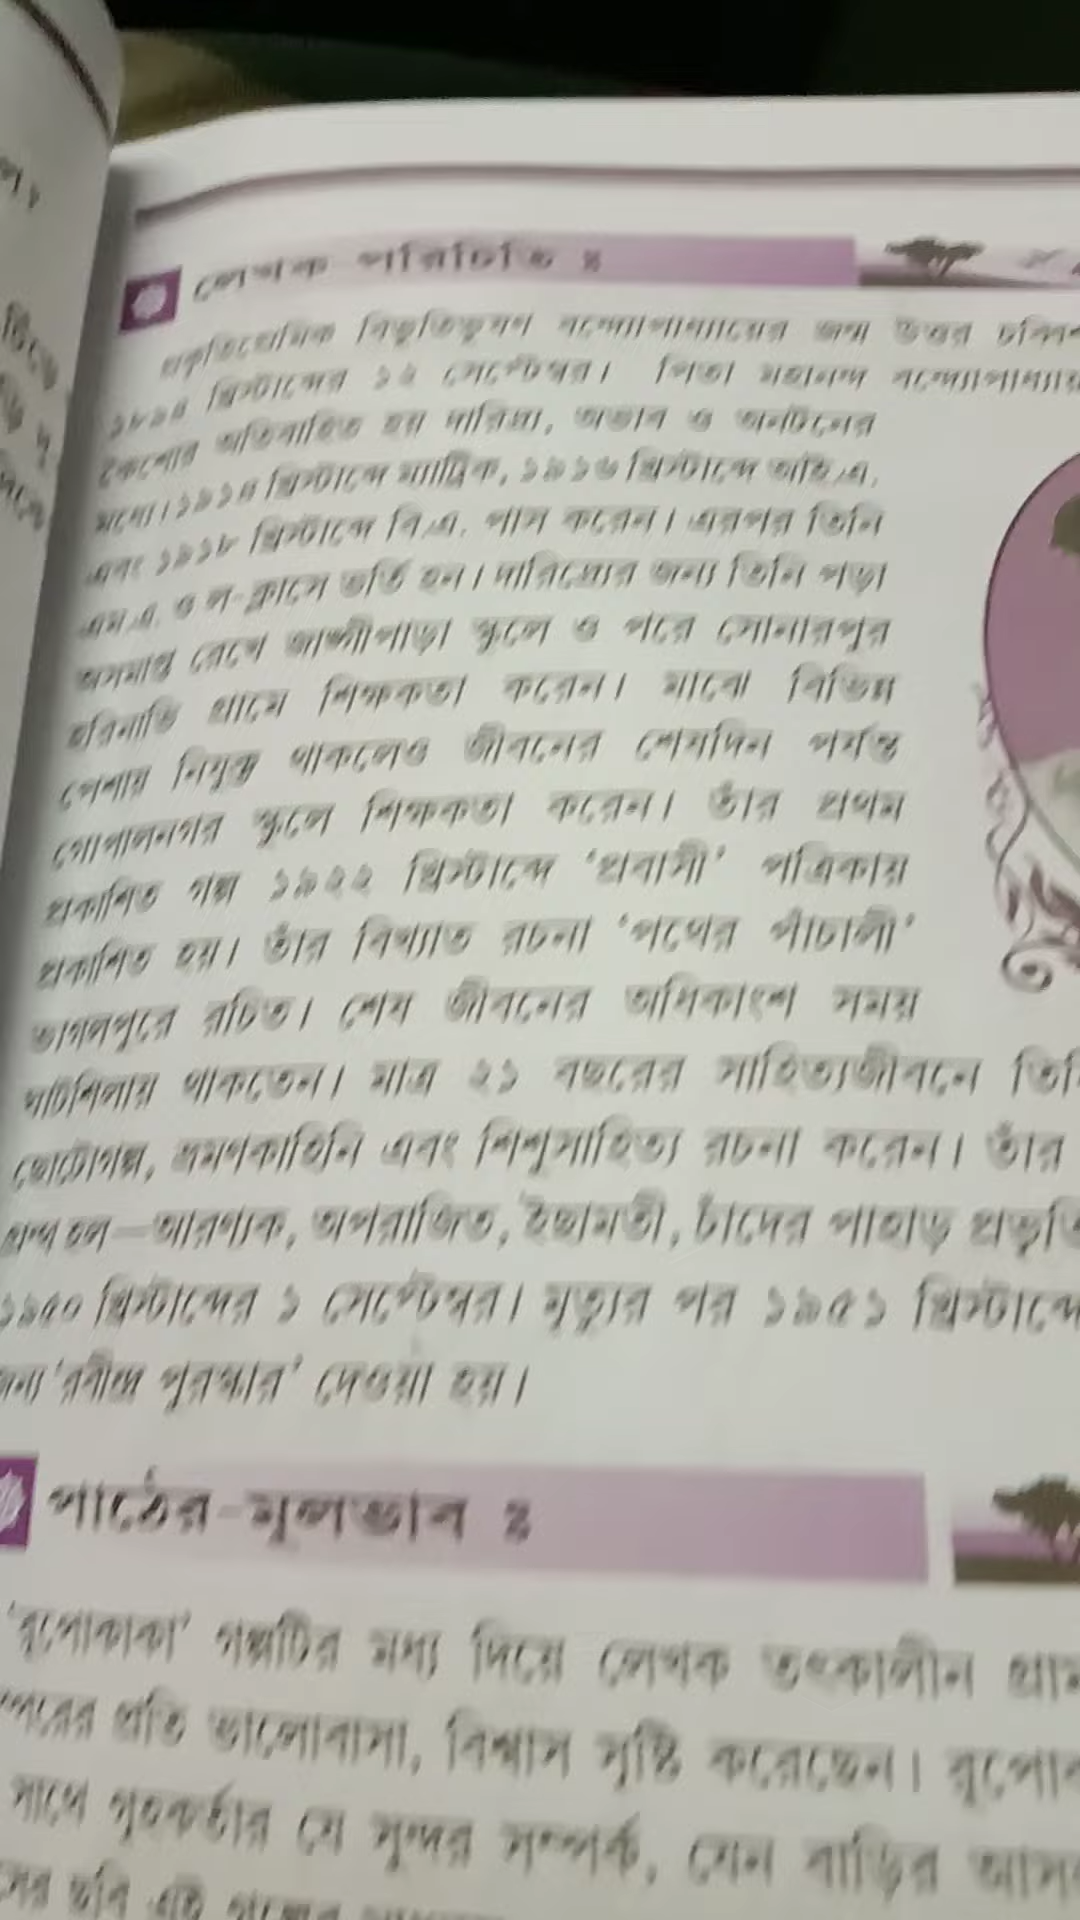 লেখক পরিচিতি ঃ
প্রকৃতিপ্রেমিক বিভূতিভূষণ বন্দ্যোপাধ্যায়ের জন্ম উত্তর চব্বিশ
১৮৯৪ খ্রিস্টাব্দের ১২ সেপ্টেম্বর। পিতা মহানন্দ বন্দ্যোপাধ্যায়
কৈশোর অতিবাহিত হয় দারিদ্র্য, অভাব ও অনটনের
মধ্যে। ১৯১৪ খ্রিস্টাব্দে ম্যাট্রিক, ১৯১৬ খ্রিস্টাব্দে আই.এ.
এবং ১৯১৮ খ্রিস্টাব্দে বি.এ. পাস করেন। এরপর তিনি
এম.এ. ও ল-ক্লাসে ভর্তি হন। দারিদ্র্যের জন্য তিনি পড়া
অসমাপ্ত রেখে জাঙ্গীপাড়া স্কুলে ও পরে সোনারপুর
হরিনাভি গ্রামে শিক্ষকতা করেন। মাঝে বিভিন্ন
পেশায় নিযুক্ত থাকলেও জীবনের শেষদিন পর্যন্ত
গোপালনগর স্কুলে শিক্ষকতা করেন। তাঁর প্রথম
প্রকাশিত গল্প ১৯২২ খ্রিস্টাব্দে ‘প্রবাসী’ পত্রিকায়
প্রকাশিত হয়। তাঁর বিখ্যাত রচনা ‘পথের পাঁচালী’
ভাগলপুরে রচিত। শেষ জীবনের অধিকাংশ সময়
ঘাটশিলায় থাকতেন। মাত্র ২১ বছরের সাহিত্যজীবনে
ছোটোগল্প, ভ্রমণকাহিনি এবং শিশুসাহিত্য রচনা করেন। তাঁর
হল—আরণ্যক, অপরাজিত, ইছামতী, চাঁদের পাহাড়
১৯৫০ খ্রিস্টাব্দের ১ সেপ্টেম্বর। মৃত্যুর পর ১৯৫১ খ্রিস্টাব্দে
‘রবীন্দ্র পুরস্কার’ দেওয়া হয়।
পাঠের মূলভাব ঃ
‘বুপোকাকা’ গল্পটির মধ্য দিয়ে লেখক তৎকালীন
প্রতি ভালোবাসা, বিশ্বাস সৃষ্টি করেছেন।
সাথে গৃহকর্তার যে সুন্দর সম্পর্ক, যেন বাড়ির
ছবি এই